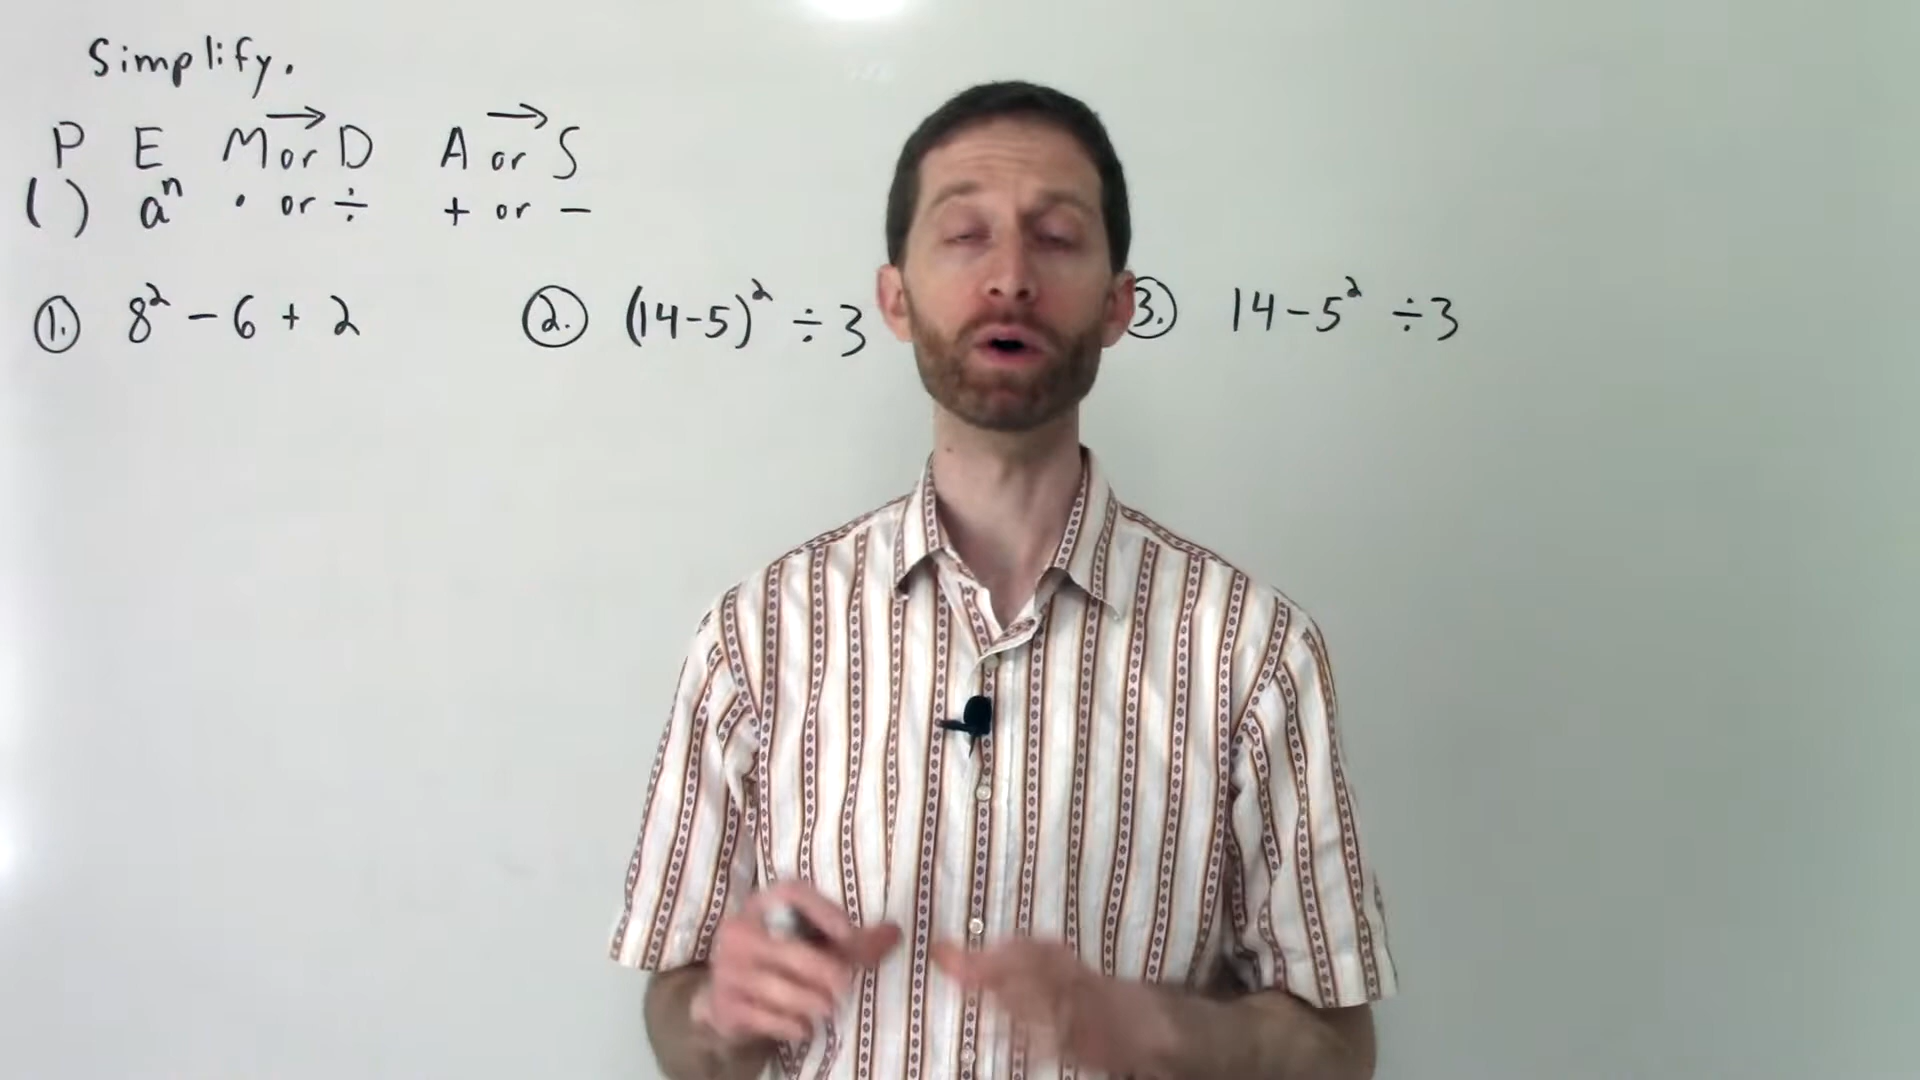 Simplify.
P E M or D A or S
( ) aⁿ • or ÷ + or −
①. 8² − 6 + 2
②. (14−5)² ÷ 3
③. 14−5² ÷3